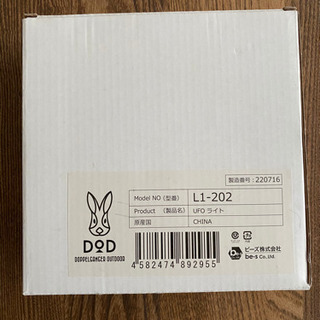 製造番号：220716
Model NO（型番） L1-202
Product （製品名） UFO ライト
原産国 CHINA
DOD
DOPPELGANGER OUTDOOR
ビーズ株式会社
be-s Co.,Ltd.
4 582474 892955